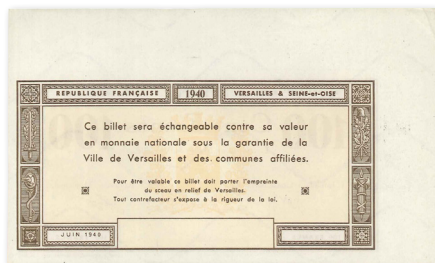 REPUBLIQUE FRANÇAISE 1940 VERSAILLES & SEINE-et-OISE
Ce billet sera échangeable contre sa valeur
en monnaie nationale sous la garantie de la
Ville de Versailles et des communes affiliées.
Pour être valable ce billet doit porter l'empreinte
du sceau en relief de Versailles.
Tout contrefacteur s'expose à la rigueur de la loi.
JUIN 1940